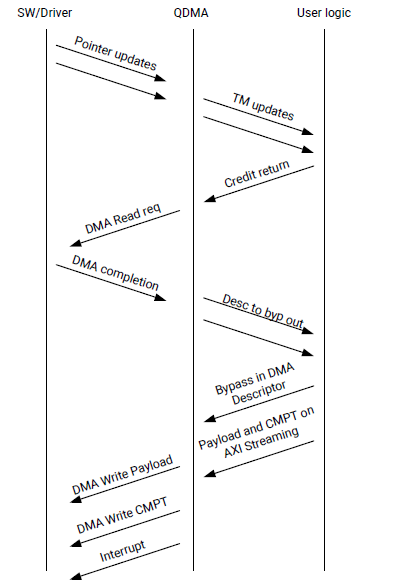 SW/Driver
QDMA
User logic
Pointer updates
TM updates
Credit return
DMA Read req
DMA completion
Desc to byp out
Bypass in DMA
Descriptor
Payload and CMPT on
AXI Streaming
DMA Write Payload
DMA Write CMPT
Interrupt